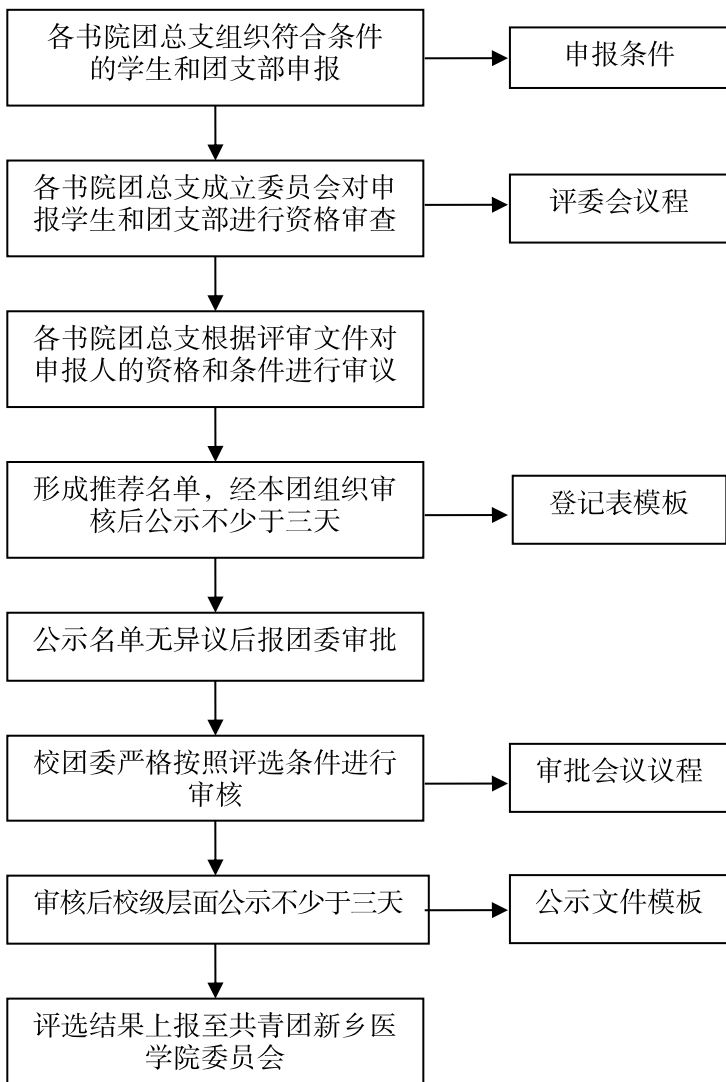 各书院团总支组织符合条件
的学生和团支部申报
申报条件
各书院团总支成立委员会对申
报学生和团支部进行资格审查
评委会议程
各书院团总支根据评审文件对
申报人的资格和条件进行审议
形成推荐名单，经本团组织审
核后公示不少于三天
登记表模板
公示名单无异议后报团委审批
校团委严格按照评选条件进行
审核
审批会议议程
审核后校级层面公示不少于三天
公示文件模板
评选结果上报至共青团新乡医
学院委员会